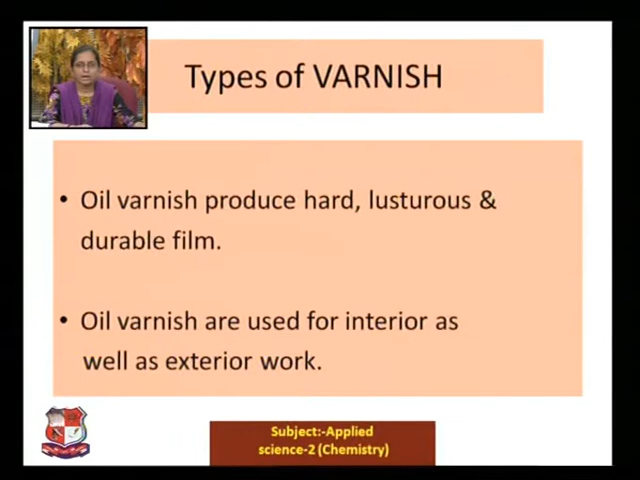 Types of VARNISH
• Oil varnish produce hard, lusturous &
durable film.
• Oil varnish are used for interior as
well as exterior work.
Subject:-Applied
science-2 (Chemistry)